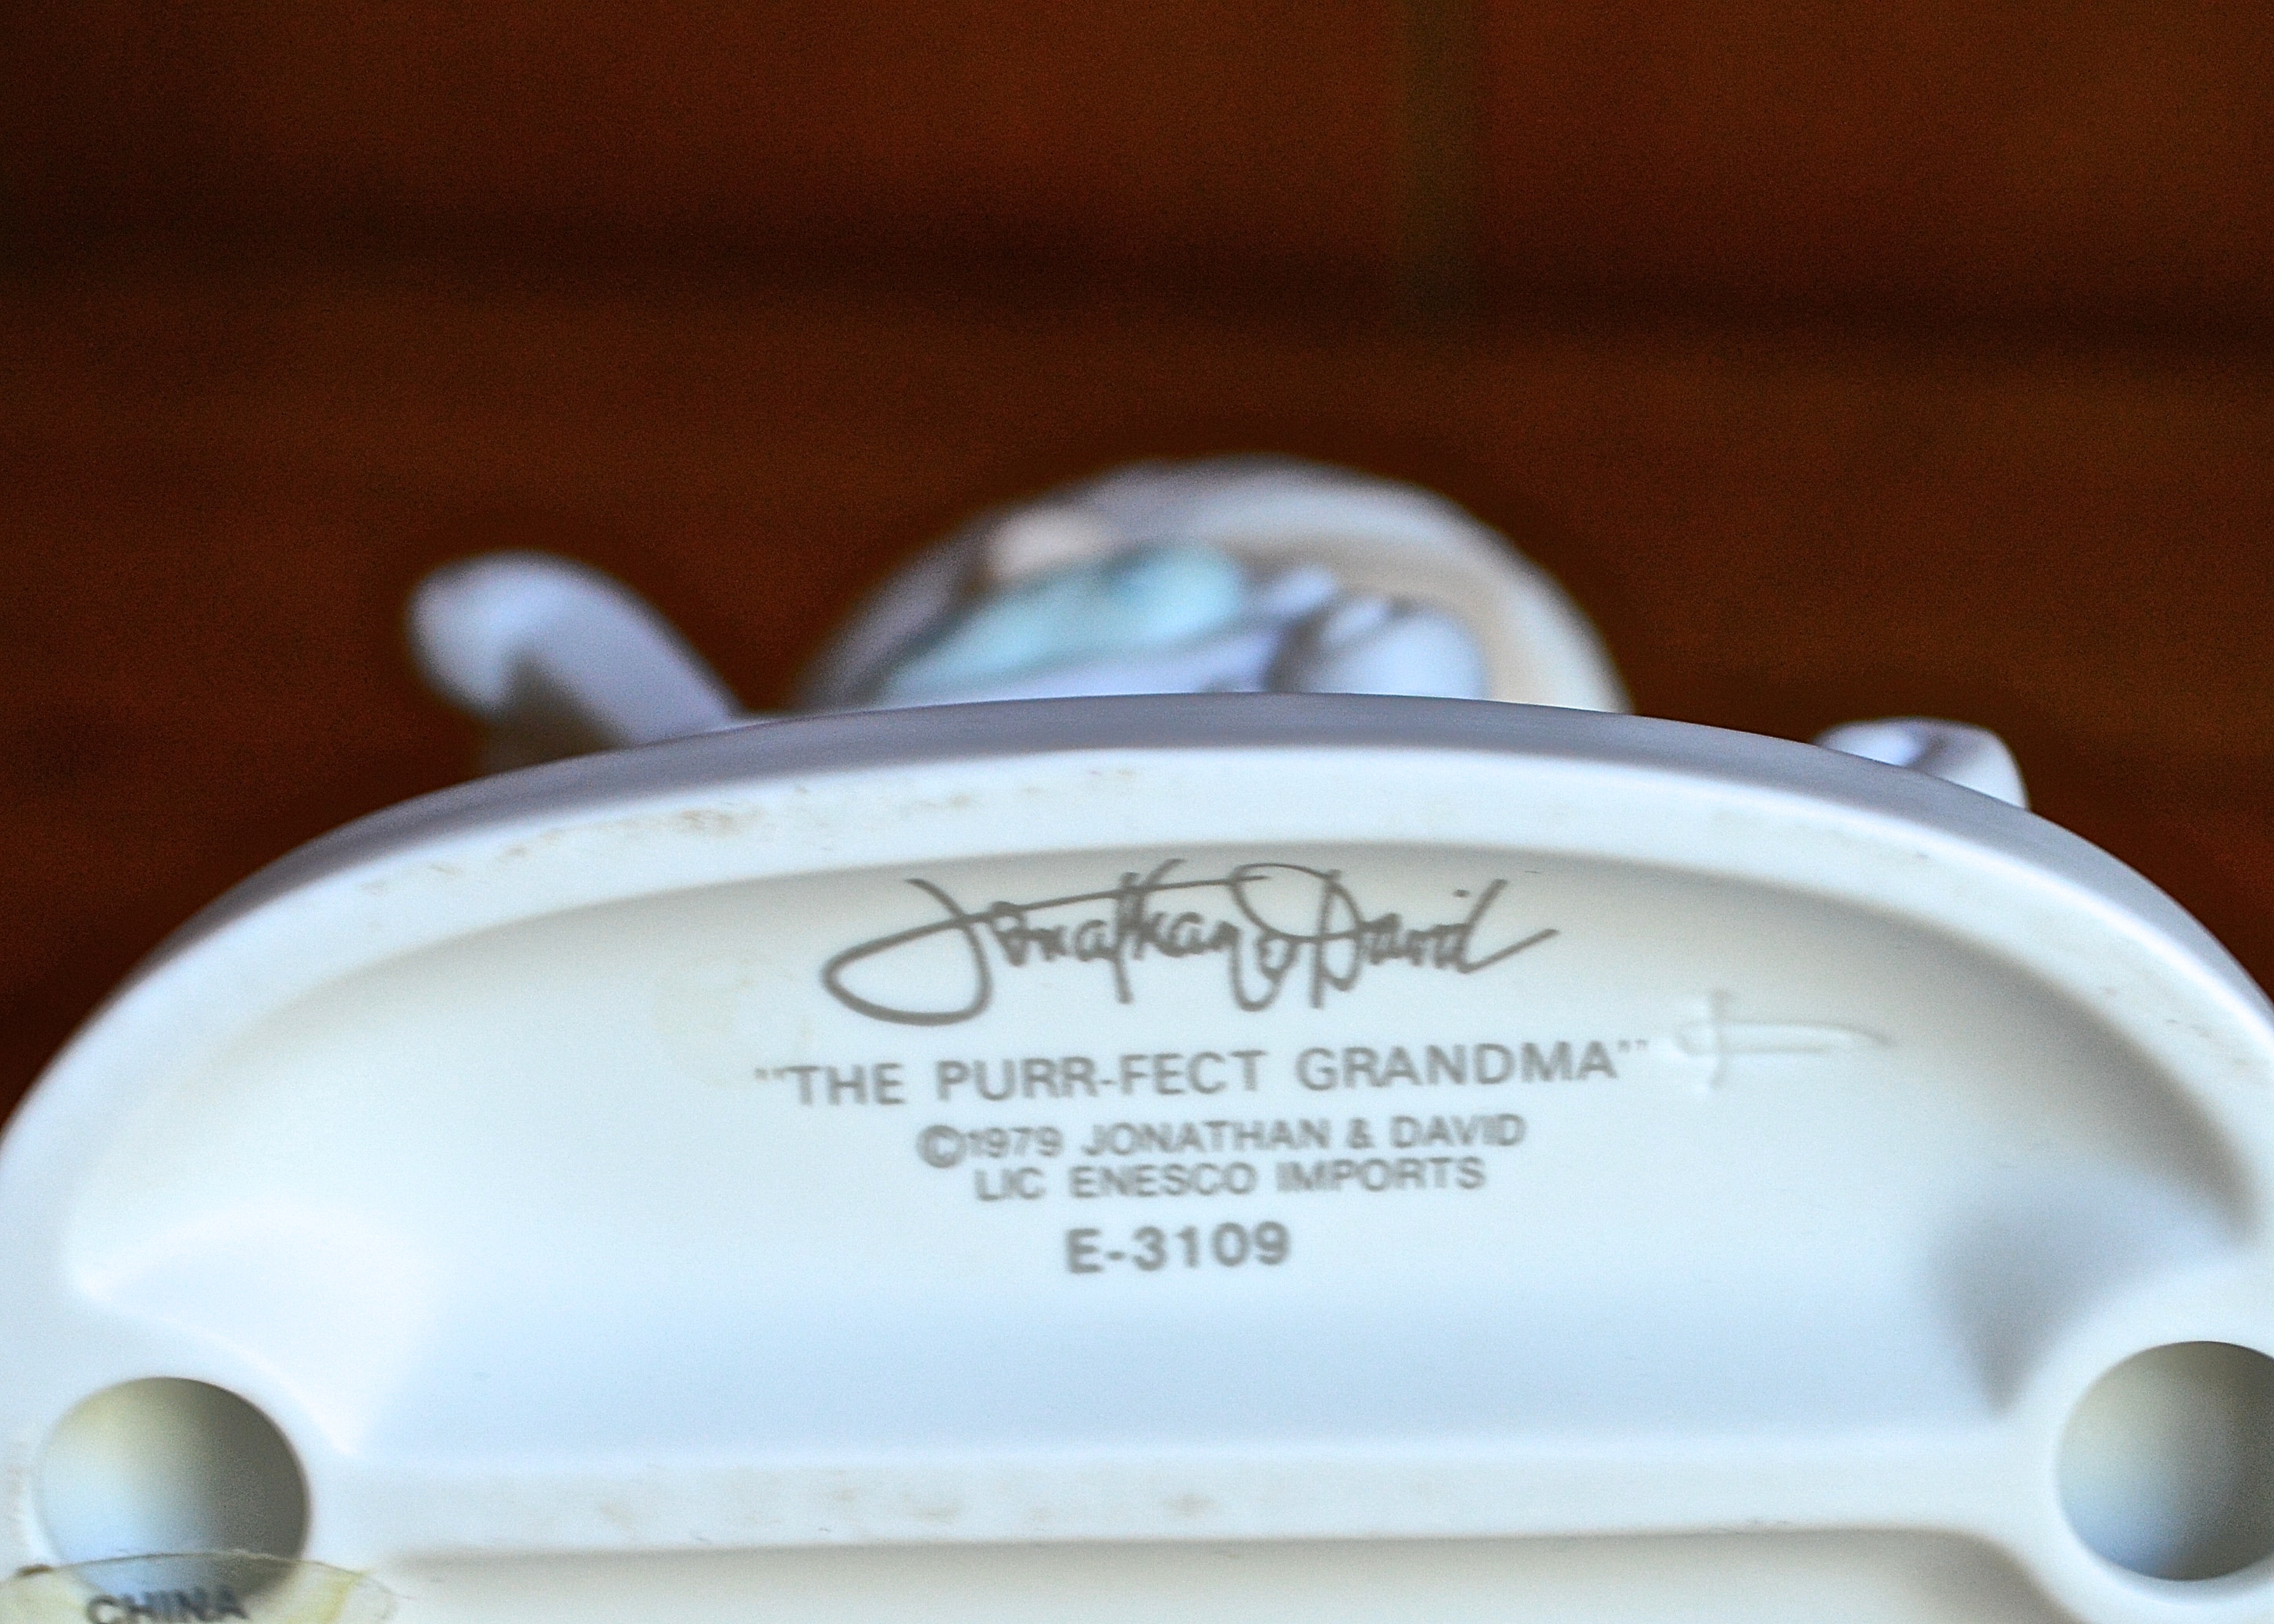 Jonathan & David
"THE PURR-FECT GRANDMA"
©1979 JONATHAN & DAVID
LIC ENESCO IMPORTS
E-3109
CHINA